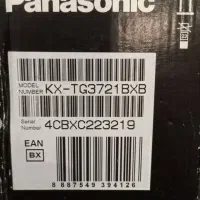 Panasonic
MODEL NUMBER KX-TG3721BXB
Serial Number 4CBXC223219
EAN
BX
8 887549 394126